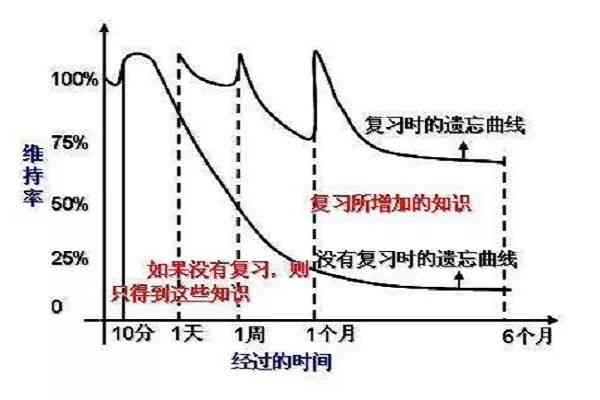 100%
75%
50%
25%
0
维持率
复习时的遗忘曲线
复习所增加的知识
没有复习时的遗忘曲线
如果没有复习，则
只得到这些知识
10分
1天
1周
1个月
6个月
经过的时间